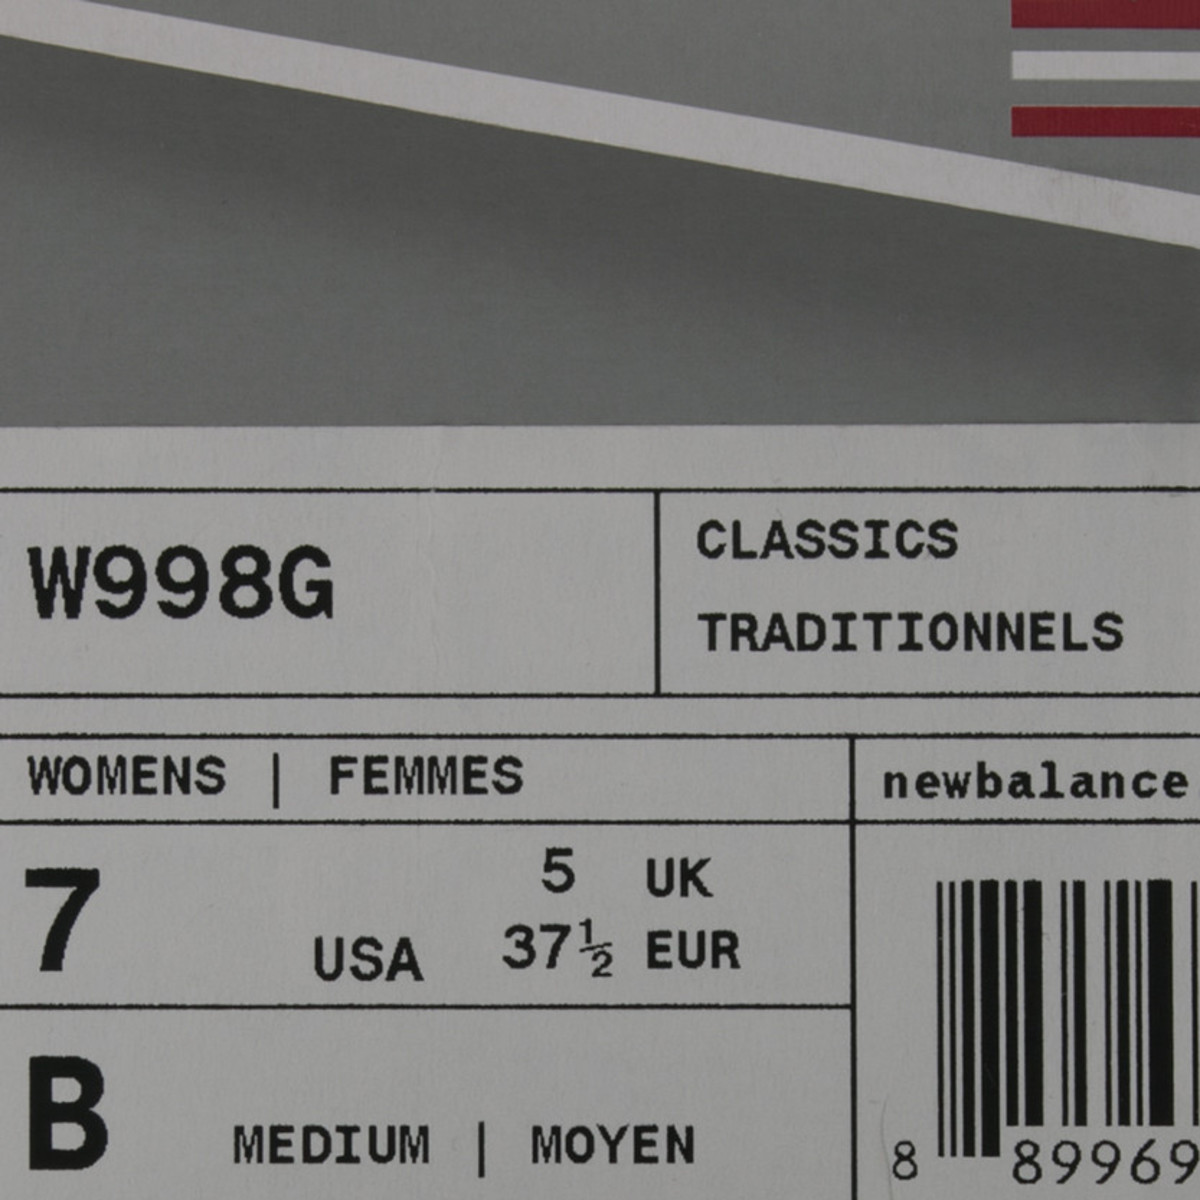 W998G
CLASSICS
TRADITIONNELS
WOMENS | FEMMES
newbalance
7 USA
5 UK
37½ EUR
B MEDIUM | MOYEN
8 89969